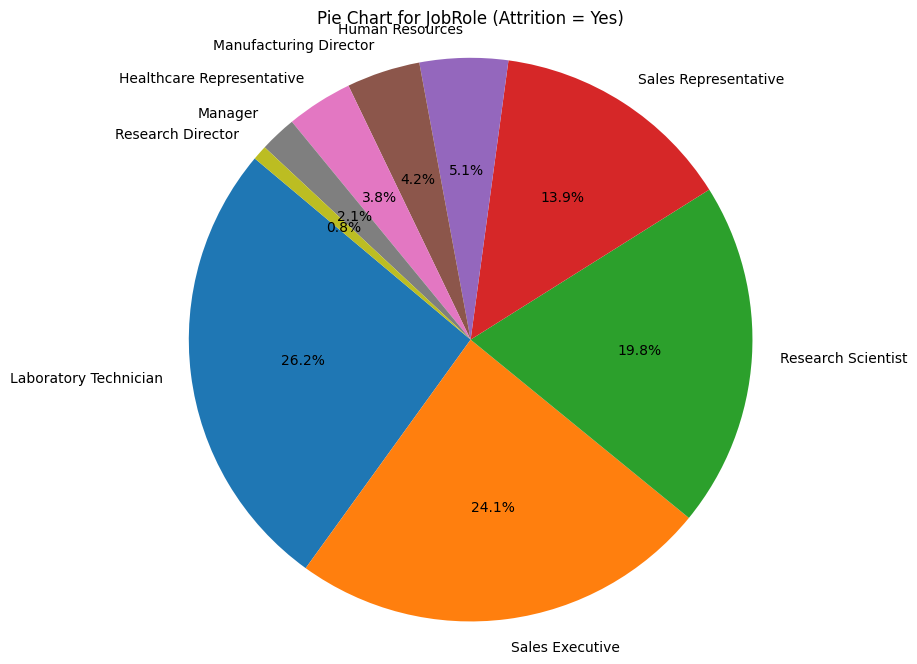 Pie Chart for JobRole (Attrition = Yes)
Human Resources
Manufacturing Director
Healthcare Representative
Manager
Research Director
Sales Representative
5.1%
4.2%
3.8%
2.1%
0.8%
13.9%
19.8%
Research Scientist
26.2%
Laboratory Technician
24.1%
Sales Executive